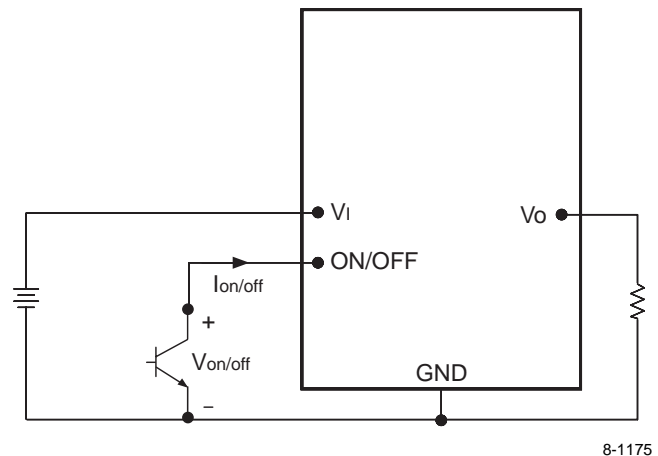 VI
VO
ON/OFF
Ion/off
+
Von/off
–
GND
8-1175